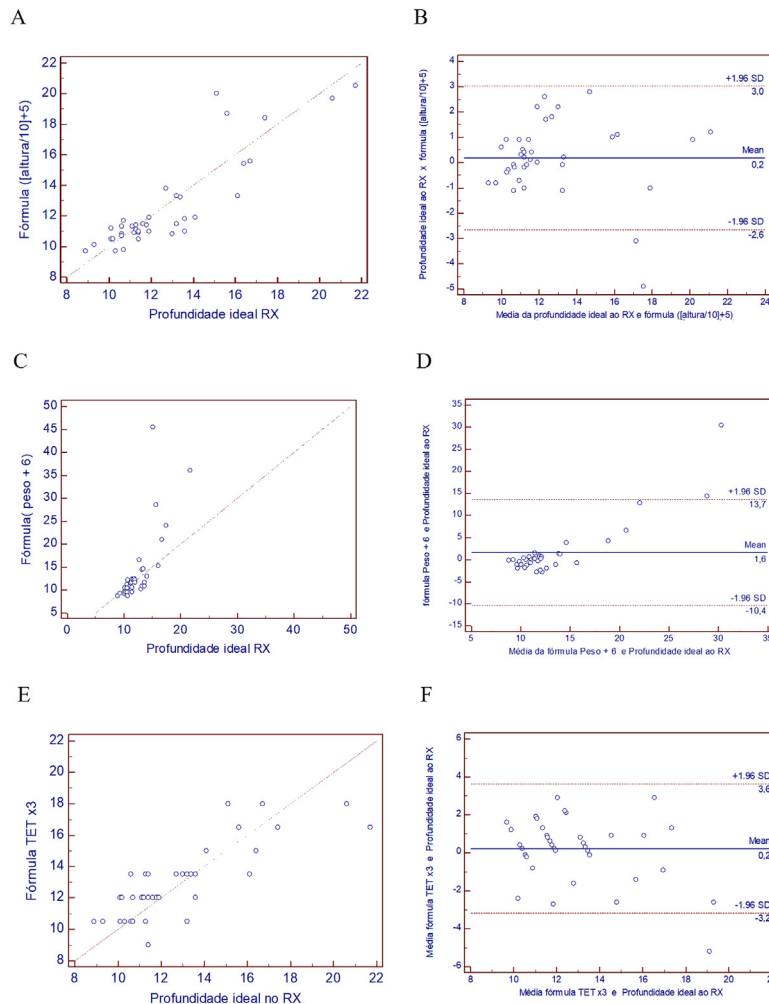 A
22
20
18
16
14
12
10
8
Fórmula ([altura/10]+5)
8 10 12 14 16 18 20 22
Profundidade ideal RX
B
5
4
3
2
1
0
-1
-2
-3
-4
-5
Profundidade ideal ao RX x fórmula ([altura/10]+5)
+1.96 SD
3,0
Mean
0,2
-1.96 SD
-2,6
8 10 12 14 16 18 20 22 24
Media da profundidade ideal ao RX e fórmula ([altura/10]+5)
C
50
45
40
35
30
25
20
15
10
5
Fórmula( peso + 6)
0 10 20 30 40 50
Profundidade ideal RX
D
35
30
25
20
15
10
5
0
-5
-10
-15
fórmula Peso + 6 e Profundidade ideal ao RX
+1.96 SD
13,7
Mean
1,6
-1.96 SD
-10,4
5 10 15 20 25 30 35
Média da fórmula Peso + 6 e Profundidade ideal ao RX
E
22
20
18
16
14
12
10
8
Fórmula TET x3
8 10 12 14 16 18 20 22
Profundidade ideal no RX
F
6
4
2
0
-2
-4
-6
Média fórmula TET x3 e Profundidade ideal ao RX
+1.96 SD
3,6
Mean
0,2
-1.96 SD
-3,2
8 10 12 14 16 18 20 22
Média fórmula TET x3 e Profundidade ideal ao RX